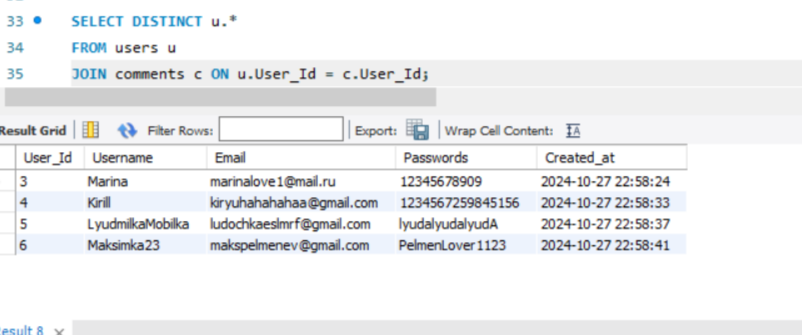 33 SELECT DISTINCT u.*
34 FROM users u
35 JOIN comments c ON u.User_Id = c.User_Id;
Result Grid Filter Rows: Export: Wrap Cell Content: IA
User_Id Username Email Passwords Created_at
3 Marina marinalove1@mail.ru 12345678909 2024-10-27 22:58:24
4 Kirill kiryuhahahahaa@gmail.com 1234567259845156 2024-10-27 22:58:33
5 LyudmilkaMobilka ludochkaeslmrf@gmail.com lyudalyudalyudA 2024-10-27 22:58:37
6 Maksimka23 makspelmenev@gmail.com PelmenLover1123 2024-10-27 22:58:41
esult 8